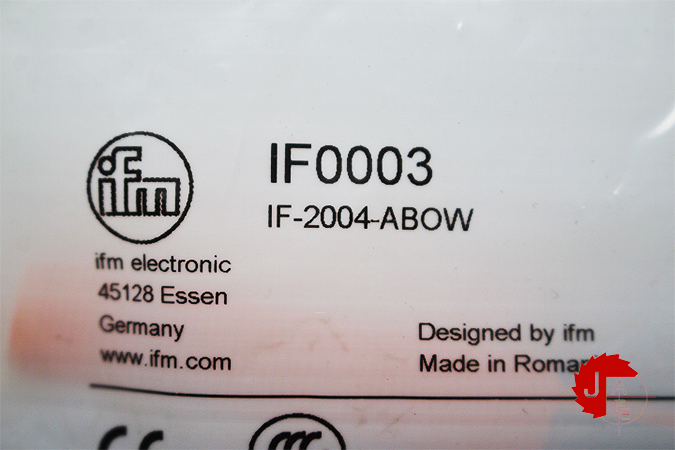 ifm
IF0003
IF-2004-ABOW
ifm electronic
45128 Essen
Germany
www.ifm.com
Designed by ifm
Made in
J